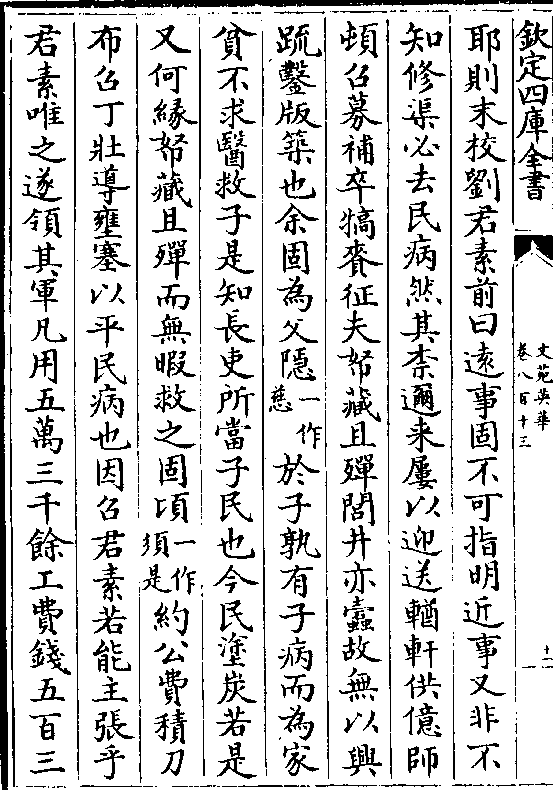 欽定四庫全書
文苑英華
卷八百十三
十一
耶則末校劉君素前曰遠事固不可指明近事又非不
知修渠必去民病然其柰邇来屢以迎送輶軒供億師
頓召募補卒犒賚征夫帑藏且殫閭井亦蠹故無以興
䟽鑿版築也余固為父隱一作慈於子孰有子病而為家
貧不求醫救子是知長吏所當子民也今民塗炭若是
又何緣帑藏且殫而無暇救之固頃一作須是約公費積刀
布召丁壯導壅塞以平民病也因召君素若能主張乎
君素唯之遂領其軍凡用五萬三千餘工費錢五百三